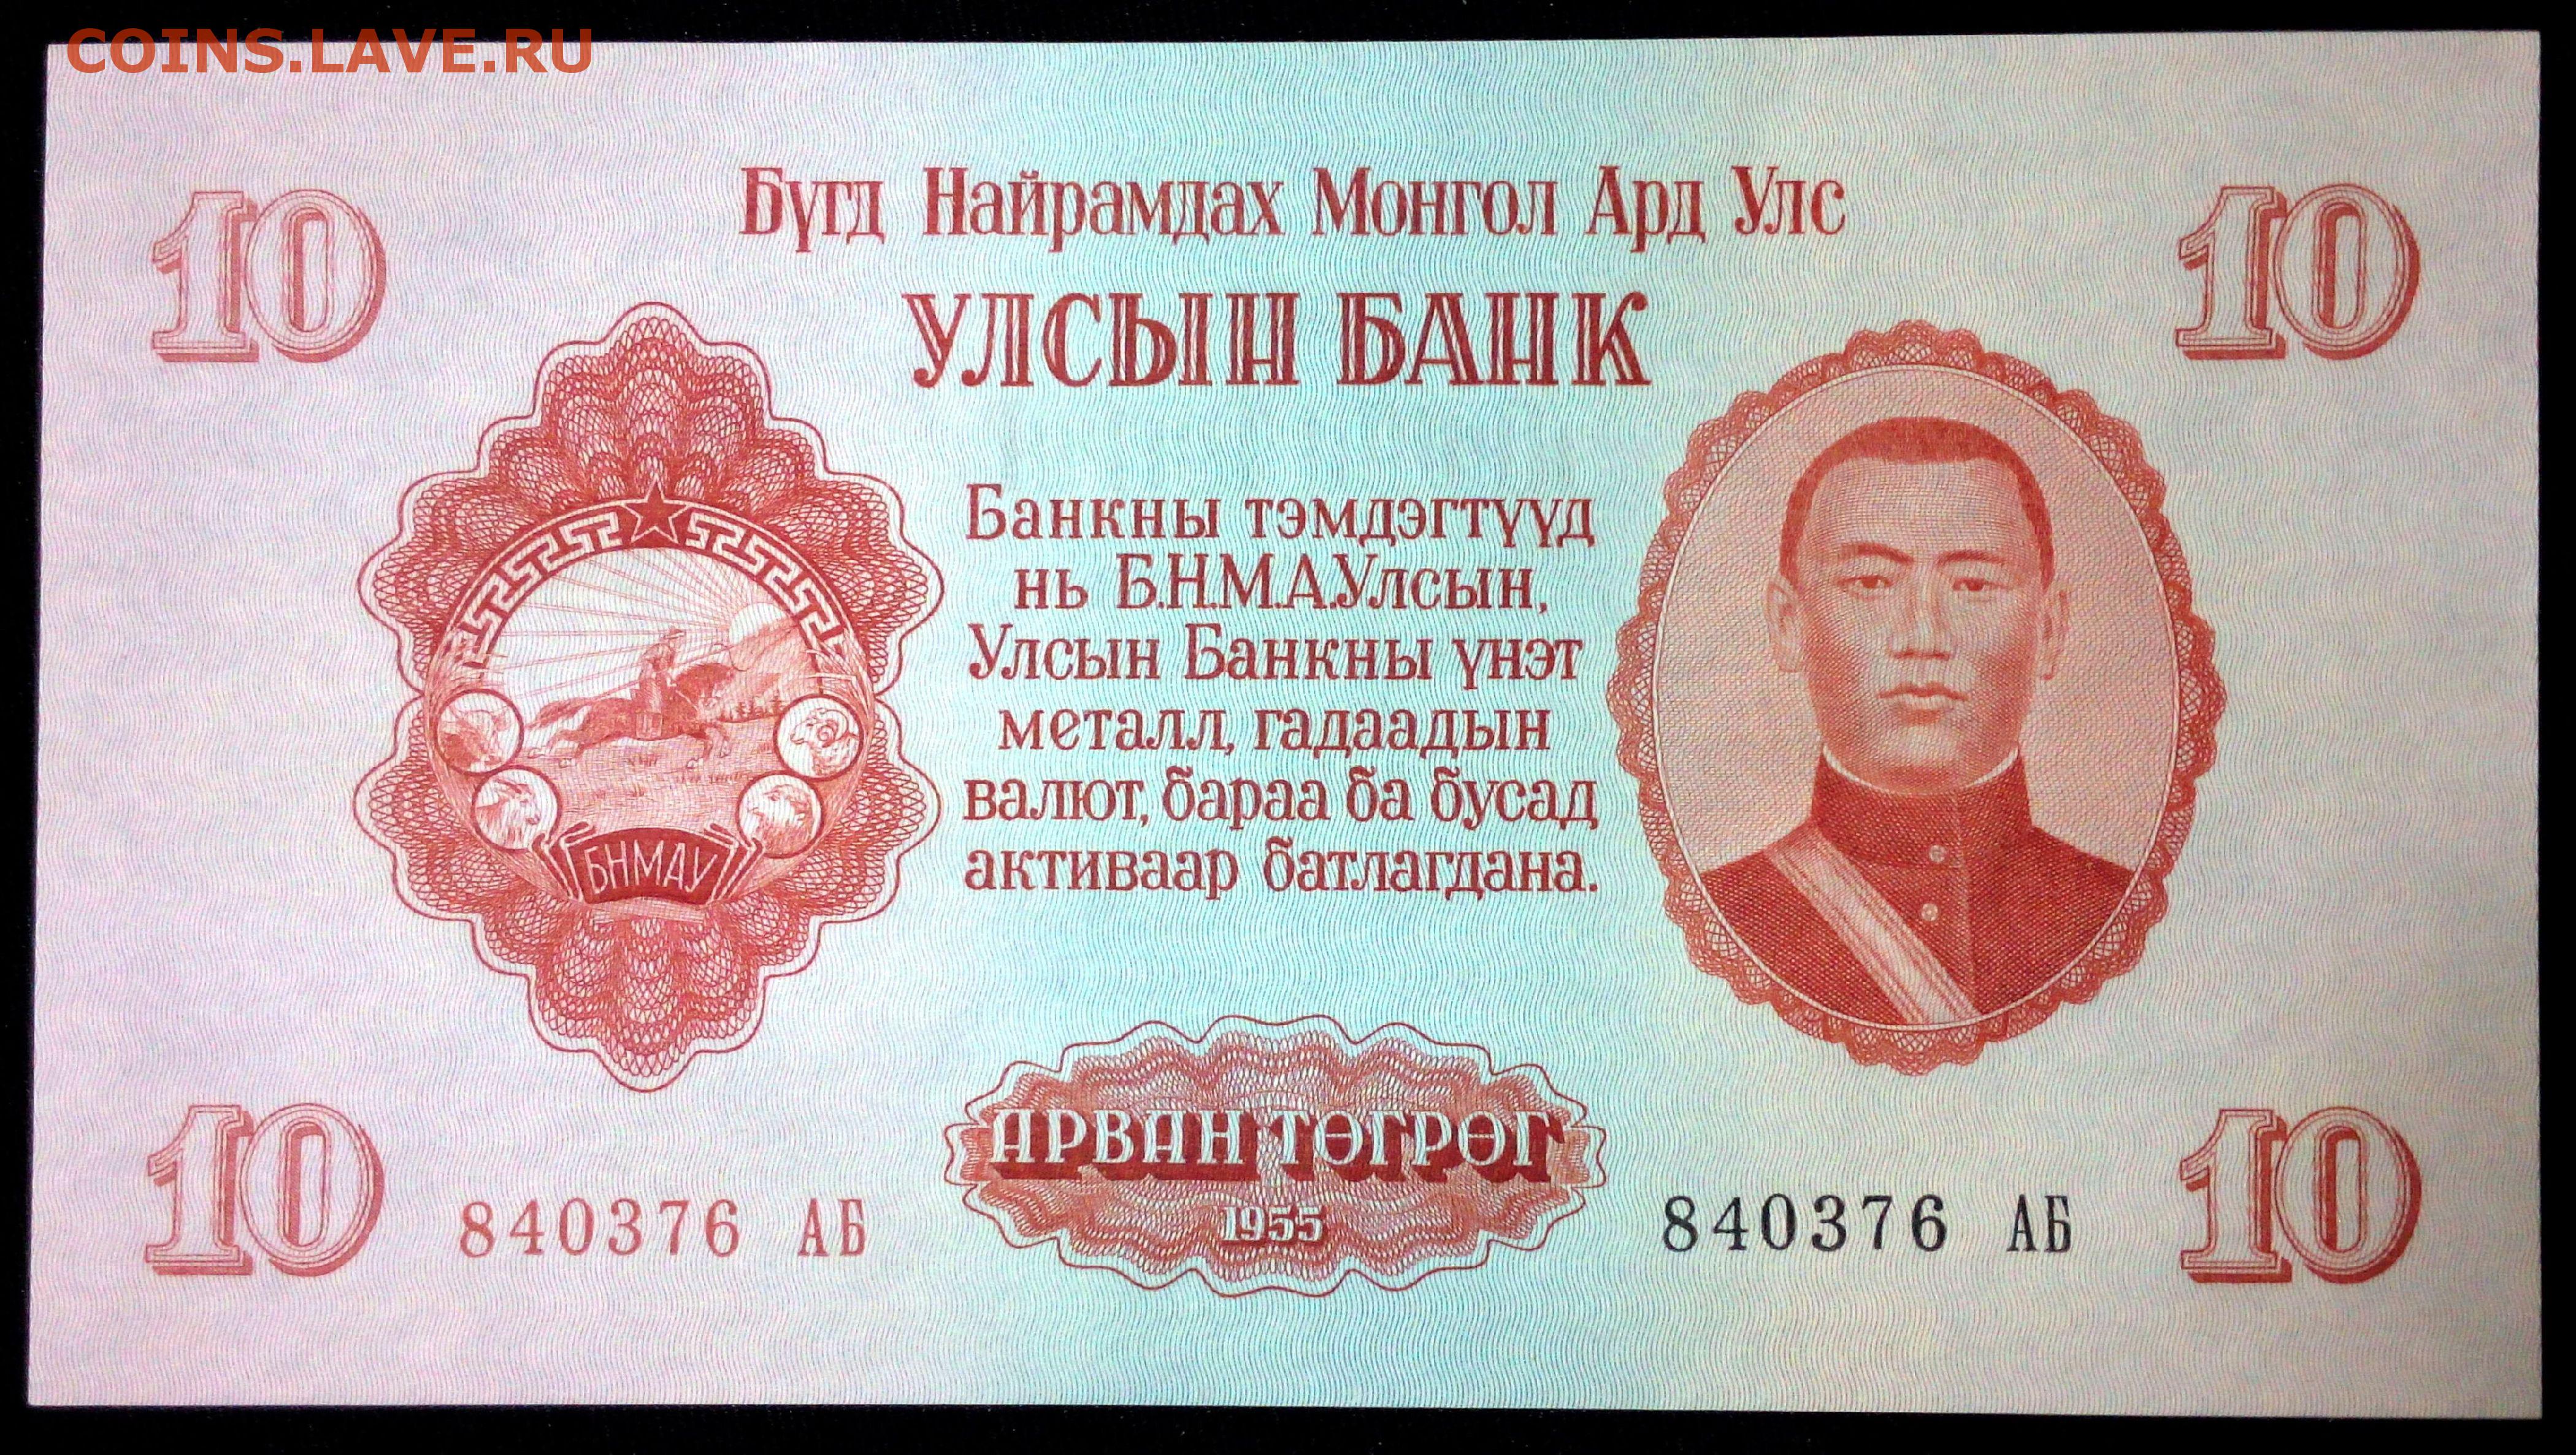 COINS.LAVE.RU
10
10
Бүгд Найрамдах Монгол Ард Улс
УЛСЫН БАНК
Банкны тэмдэгтүүд
нь Б.Н.М.А.Улсын,
Улсын Банкны үнэт
металл, гадаадын
валют, бараа ба бусад
активаар батлагдана.
БНМАУ
АРВАН ТӨГРӨГ
1955
10
840376 АБ
840376 АБ
10